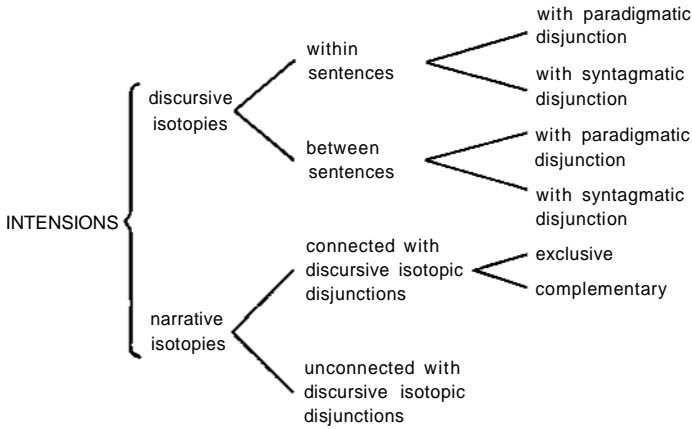 with paradigmatic
disjunction
within
sentences
with syntagmatic
disjunction
discursive
isotopies
with paradigmatic
disjunction
between
sentences
with syntagmatic
disjunction
INTENSIONS
connected with
discursive isotopic
disjunctions
exclusive
complementary
narrative
isotopies
unconnected with
discursive isotopic
disjunctions